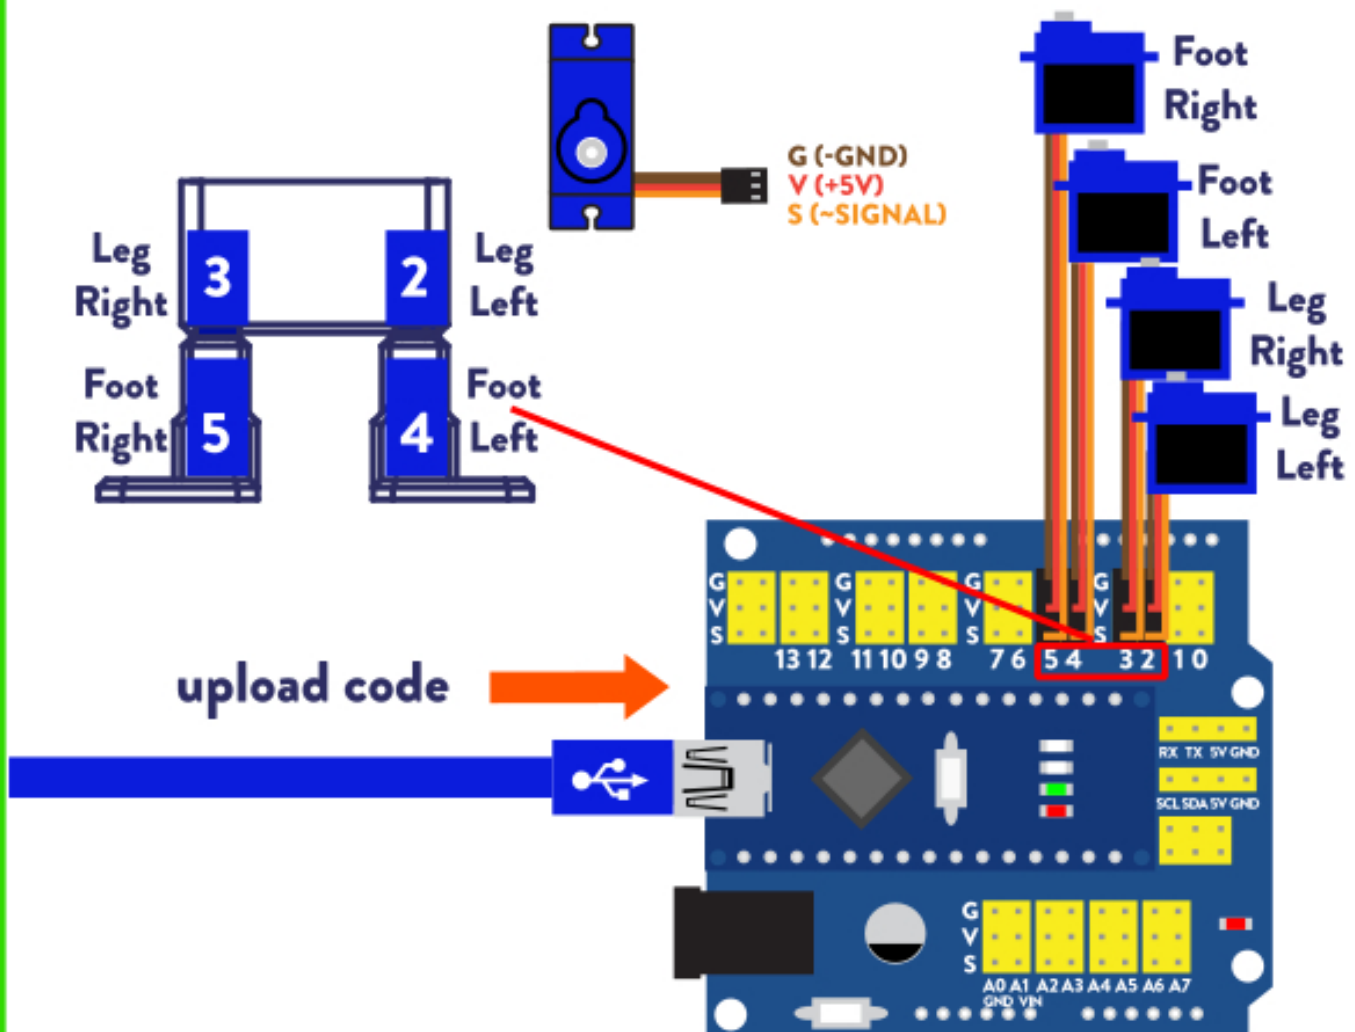 Foot
Right
G (-GND)
V (+5V)
S (~SIGNAL)
Foot
Left
Leg
Right
3
2
Leg
Left
Leg
Right
Foot
Right
5
4
Foot
Left
Leg
Left
G
V
S
G
V
S
G
V
S
G
V
S
13 12 11 10 9 8 7 6 5 4 3 2 1 0
upload code
RX TX 5V GND
SCL SDA 5V GND
G
V
S
A0 A1 A2 A3 A4 A5 A6 A7
GND VIN